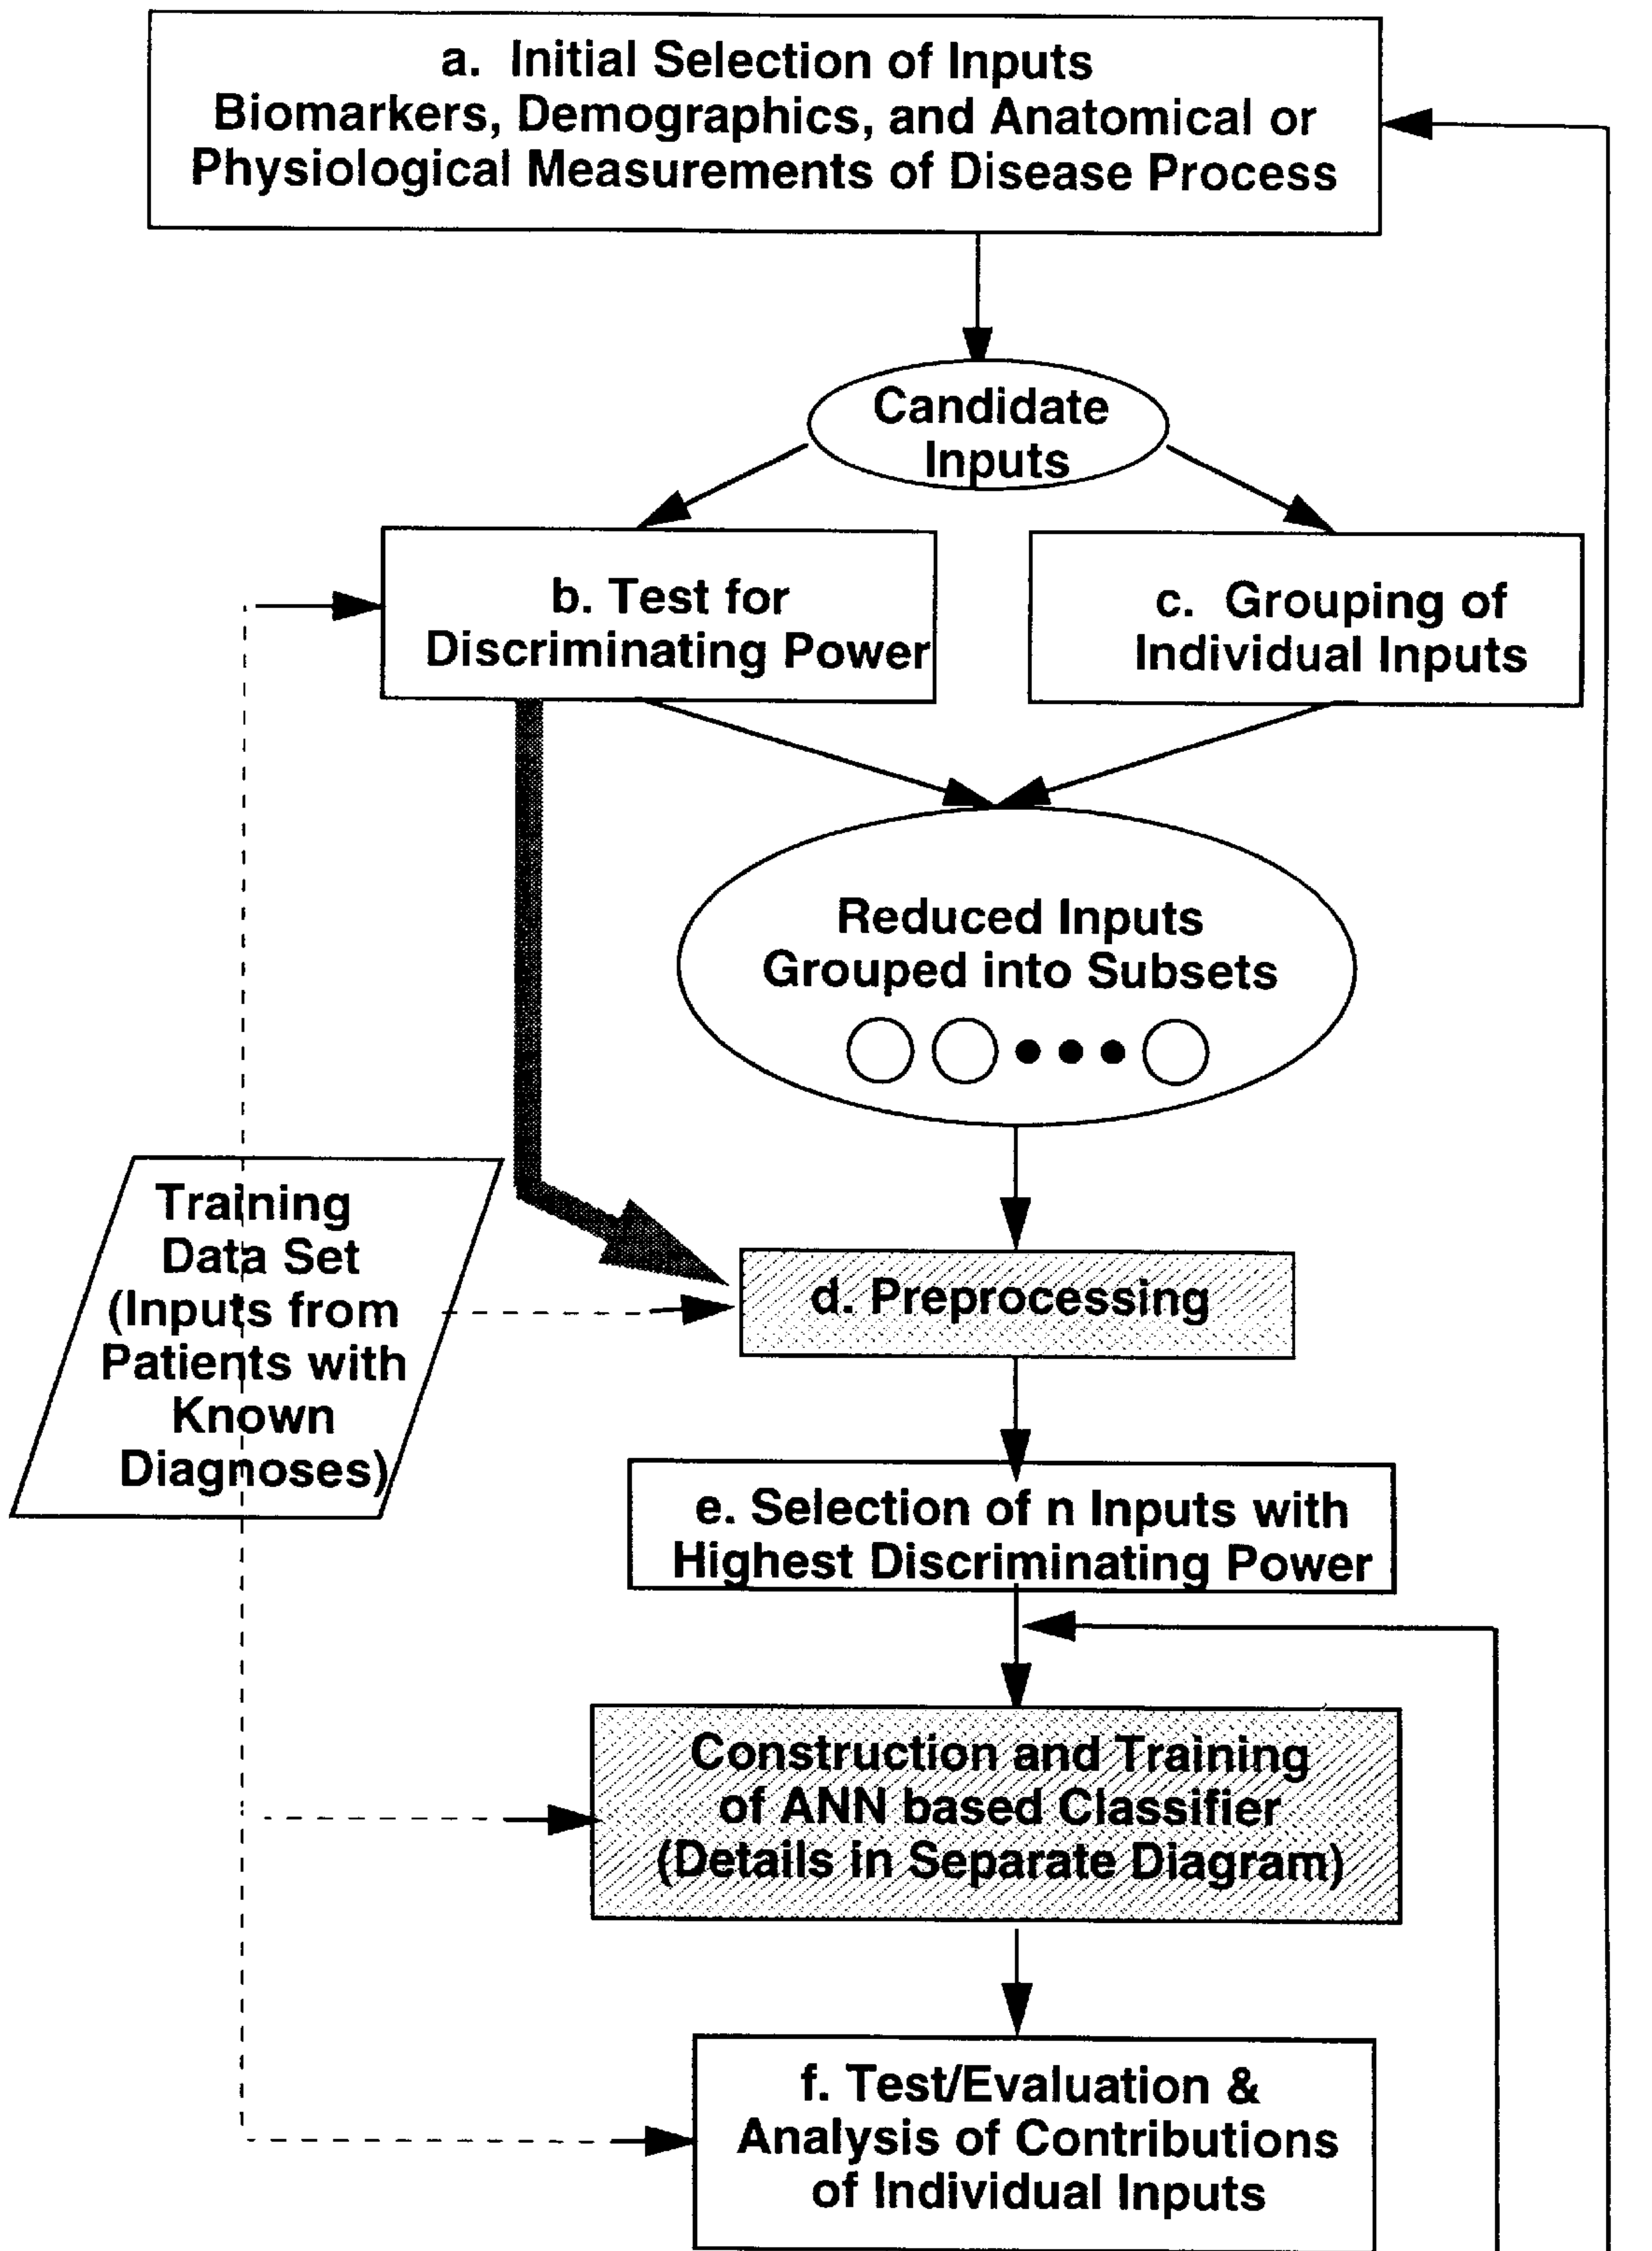 a. Initial Selection of Inputs
Biomarkers, Demographics, and Anatomical or
Physiological Measurements of Disease Process
Candidate
Inputs
b. Test for
Discriminating Power
c. Grouping of
Individual Inputs
Reduced Inputs
Grouped into Subsets
Training
Data Set
(Inputs from
Patients with
Known
Diagnoses)
d. Preprocessing
e. Selection of n Inputs with
Highest Discriminating Power
Construction and Training
of ANN based Classifier
(Details in Separate Diagram)
f. Test/Evaluation &
Analysis of Contributions
of Individual Inputs